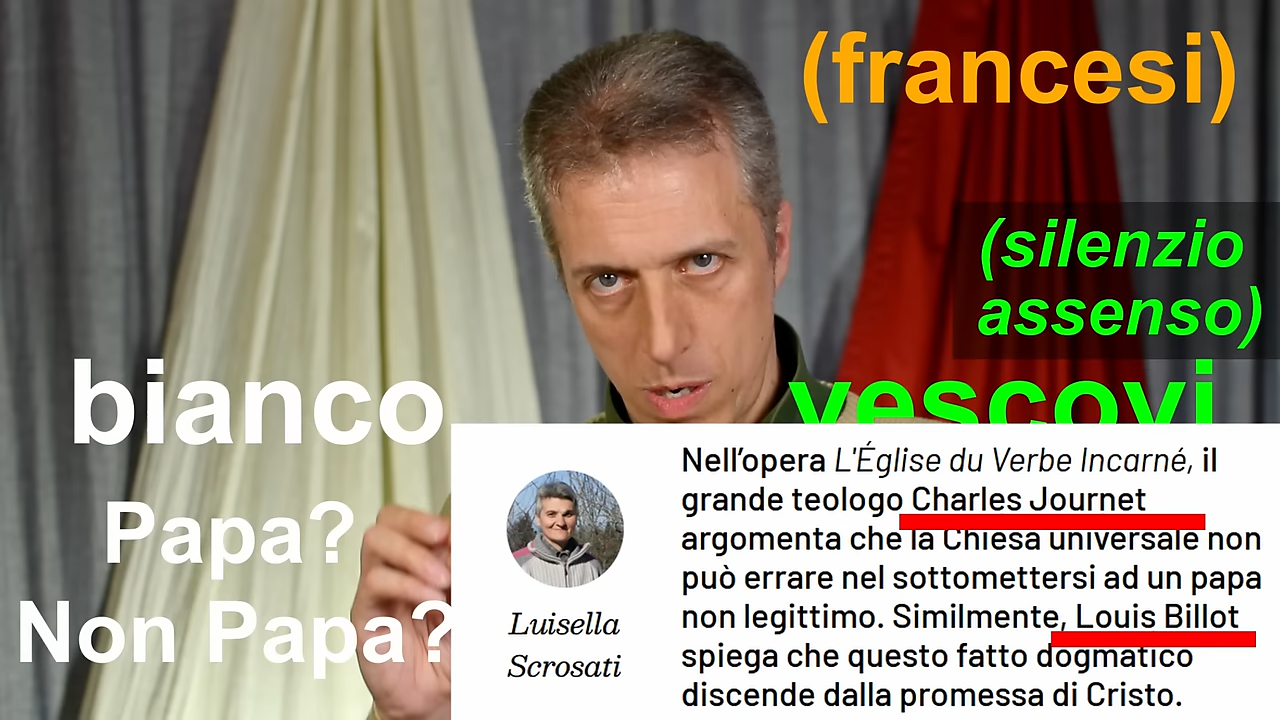 (francesi)
(silenzio
assenso)
bianco
vescovi
Papa?
Non Papa?
Luisella
Scrosati
Nell'opera L'Église du Verbe Incarné, il
grande teologo Charles Journet
argomenta che la Chiesa universale non
può errare nel sottomettersi ad un papa
non legittimo. Similmente, Louis Billot
spiega che questo fatto dogmatico
discende dalla promessa di Cristo.